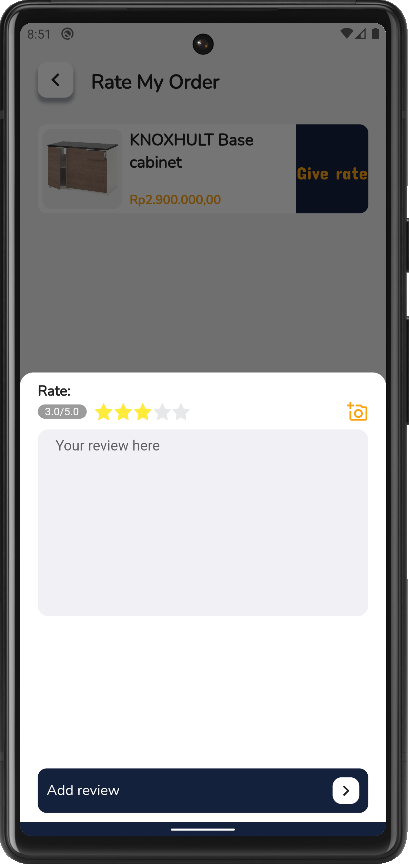 8:51
Rate My Order
KNOXHULT Base
cabinet
Rp2.900.000,00
Give rate
Rate:
3.0/5.0
Your review here
Add review